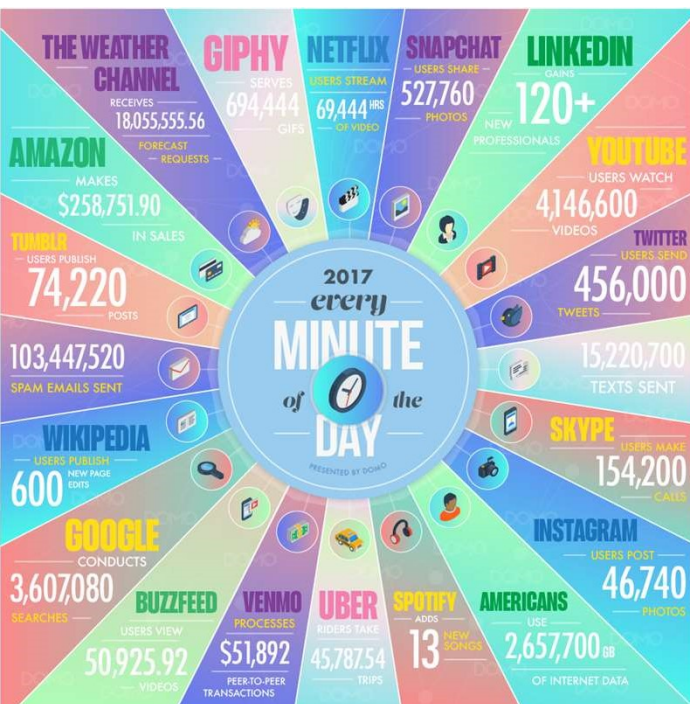 THE WEATHER
CHANNEL
RECEIVES
18,055,555.56
FORECAST
REQUESTS
GIPHY
SERVES
694,444
GIFS
NETFLIX
USERS STREAM
69,444 HRS
OF VIDEO
SNAPCHAT
USERS SHARE
527,760
PHOTOS
LINKEDIN
GAINS
120+
NEW
PROFESSIONALS
YOUTUBE
USERS WATCH
4,146,600
VIDEOS
TWITTER
USERS SEND
456,000
TWEETS
15,220,700
TEXTS SENT
SKYPE
USERS MAKE
154,200
CALLS
INSTAGRAM
USERS POST
46,740
PHOTOS
AMERICANS
USE
2,657,700 GB
OF INTERNET DATA
SPOTIFY
ADDS
13 NEW
SONGS
UBER
RIDERS TAKE
45,787.54
TRIPS
VENMO
PROCESSES
$51,892
PEER-TO-PEER
TRANSACTIONS
BUZZFEED
USERS VIEW
50,925.92
VIDEOS
GOOGLE
CONDUCTS
3,607,080
SEARCHES
WIKIPEDIA
USERS PUBLISH
600 NEW PAGE
EDITS
103,447,520
SPAM EMAILS SENT
TUMBLR
USERS PUBLISH
74,220
POSTS
AMAZON
MAKES
$258,751.90
IN SALES
2017
every
MINUTE
of the
DAY
PRESENTED BY DOMO